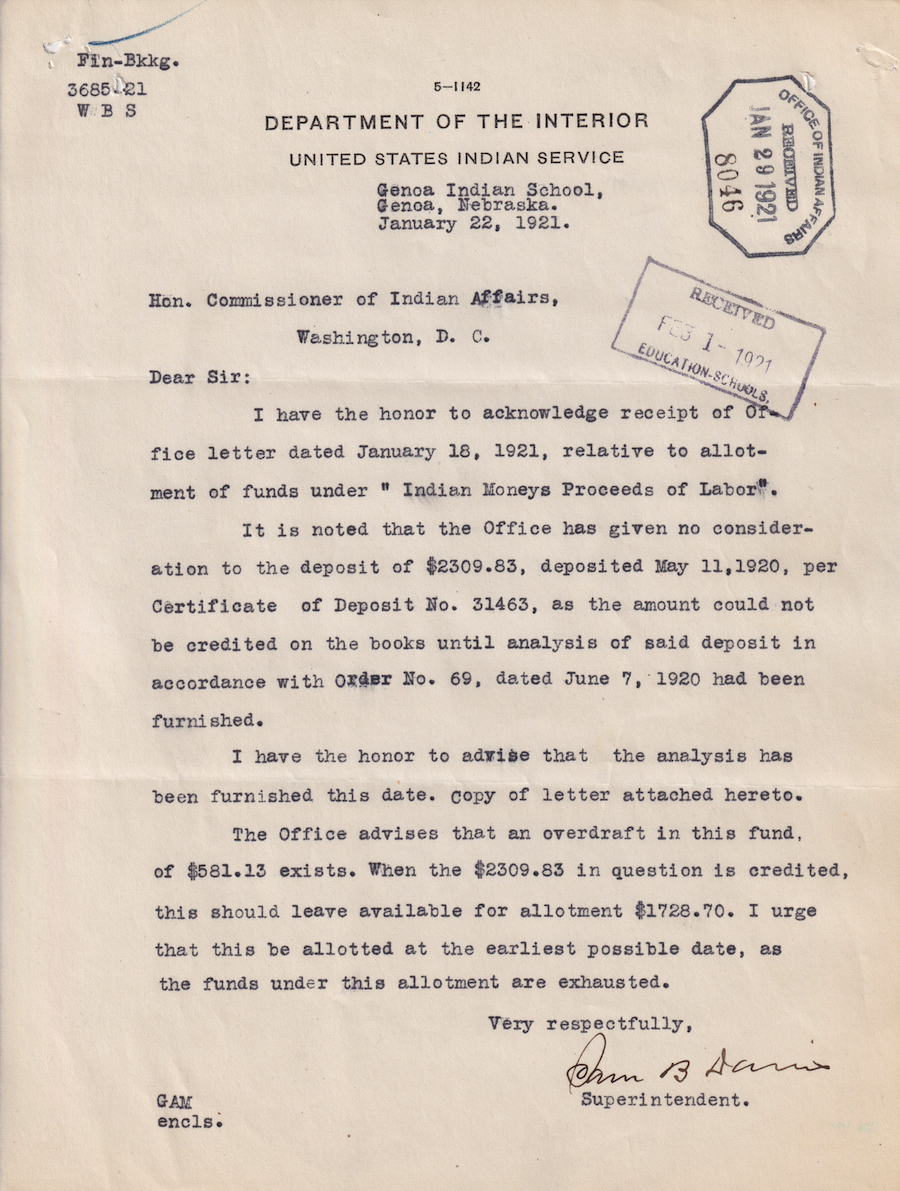 Fin-Bkkg.
3685-21
W B S
5—1142
DEPARTMENT OF THE INTERIOR
UNITED STATES INDIAN SERVICE
Genoa Indian School,
Genoa, Nebraska.
January 22, 1921.
OFFICE OF INDIAN AFFAIRS
RECEIVED
JAN 29 1921
8046
RECEIVED
FEB 1 - 1921
EDUCATION-SCHOOLS,
Hon. Commissioner of Indian Affairs,
Washington, D. C.
Dear Sir:
I have the honor to acknowledge receipt of Of-
fice letter dated January 18, 1921, relative to allot-
ment of funds under " Indian Moneys Proceeds of Labor".
It is noted that the Office has given no consider-
ation to the deposit of $2309.83, deposited May 11,1920, per
Certificate of Deposit No. 31463, as the amount could not
be credited on the books until analysis of said deposit in
accordance with Order No. 69, dated June 7, 1920 had been
furnished.
I have the honor to advise that the analysis has
been furnished this date. Copy of letter attached hereto.
The Office advises that an overdraft in this fund,
of $581.13 exists. When the $2309.83 in question is credited,
this should leave available for allotment $1728.70. I urge
that this be allotted at the earliest possible date, as
the funds under this allotment are exhausted.
Very respectfully,
Sam B Davis
Superintendent.
GAM
encls.